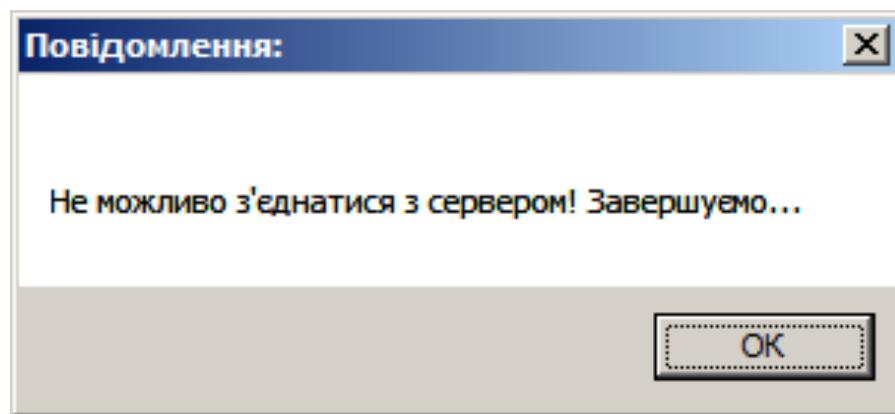 Повідомлення:
Не можливо з'єднатися з сервером! Завершуємо...
OK